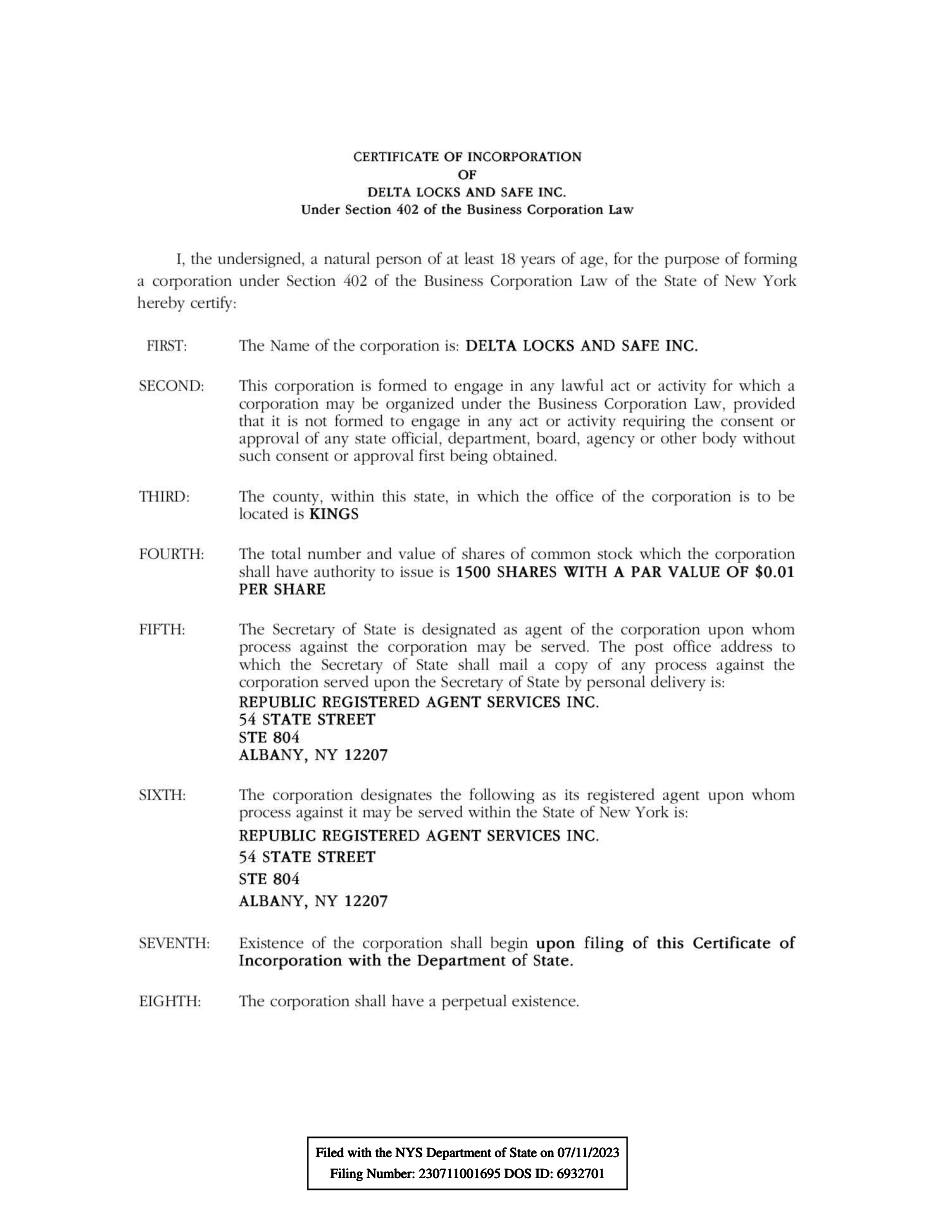 CERTIFICATE OF INCORPORATION
OF
DELTA LOCKS AND SAFE INC.
Under Section 402 of the Business Corporation Law
I, the undersigned, a natural person of at least 18 years of age, for the purpose of forming
a corporation under Section 402 of the Business Corporation Law of the State of New York
hereby certify:
FIRST: The Name of the corporation is: DELTA LOCKS AND SAFE INC.
SECOND: This corporation is formed to engage in any lawful act or activity for which a
corporation may be organized under the Business Corporation Law, provided
that it is not formed to engage in any act or activity requiring the consent or
approval of any state official, department, board, agency or other body without
such consent or approval first being obtained.
THIRD: The county, within this state, in which the office of the corporation is to be
located is KINGS
FOURTH: The total number and value of shares of common stock which the corporation
shall have authority to issue is 1500 SHARES WITH A PAR VALUE OF $0.01
PER SHARE
FIFTH: The Secretary of State is designated as agent of the corporation upon whom
process against the corporation may be served. The post office address to
which the Secretary of State shall mail a copy of any process against the
corporation served upon the Secretary of State by personal delivery is:
REPUBLIC REGISTERED AGENT SERVICES INC.
54 STATE STREET
STE 804
ALBANY, NY 12207
SIXTH: The corporation designates the following as its registered agent upon whom
process against it may be served within the State of New York is:
REPUBLIC REGISTERED AGENT SERVICES INC.
54 STATE STREET
STE 804
ALBANY, NY 12207
SEVENTH: Existence of the corporation shall begin upon filing of this Certificate of
Incorporation with the Department of State.
EIGHTH: The corporation shall have a perpetual existence.
Filed with the NYS Department of State on 07/11/2023
Filing Number: 230711001695 DOS ID: 6932701